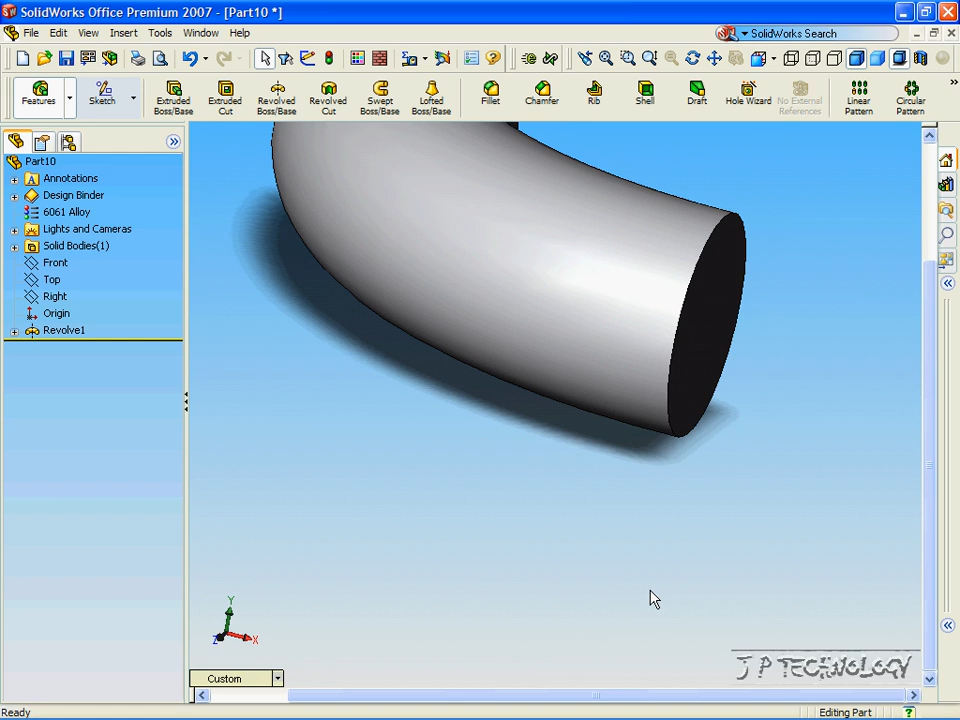 SolidWorks Office Premium 2007 - [Part10 *]
File Edit View Insert Tools Window Help
SolidWorks Search
Features
Sketch
Extruded Boss/Base
Extruded Cut
Revolved Boss/Base
Revolved Cut
Swept Boss/Base
Lofted Boss/Base
Fillet
Chamfer
Rib
Shell
Draft
Hole Wizard
No External References
Linear Pattern
Circular Pattern
Part10
A Annotations
Design Binder
6061 Alloy
Lights and Cameras
Solid Bodies(1)
Front
Top
Right
Origin
Revolve1
Y
Z
X
Custom
J P TECHNOLOGY
Ready
Editing Part